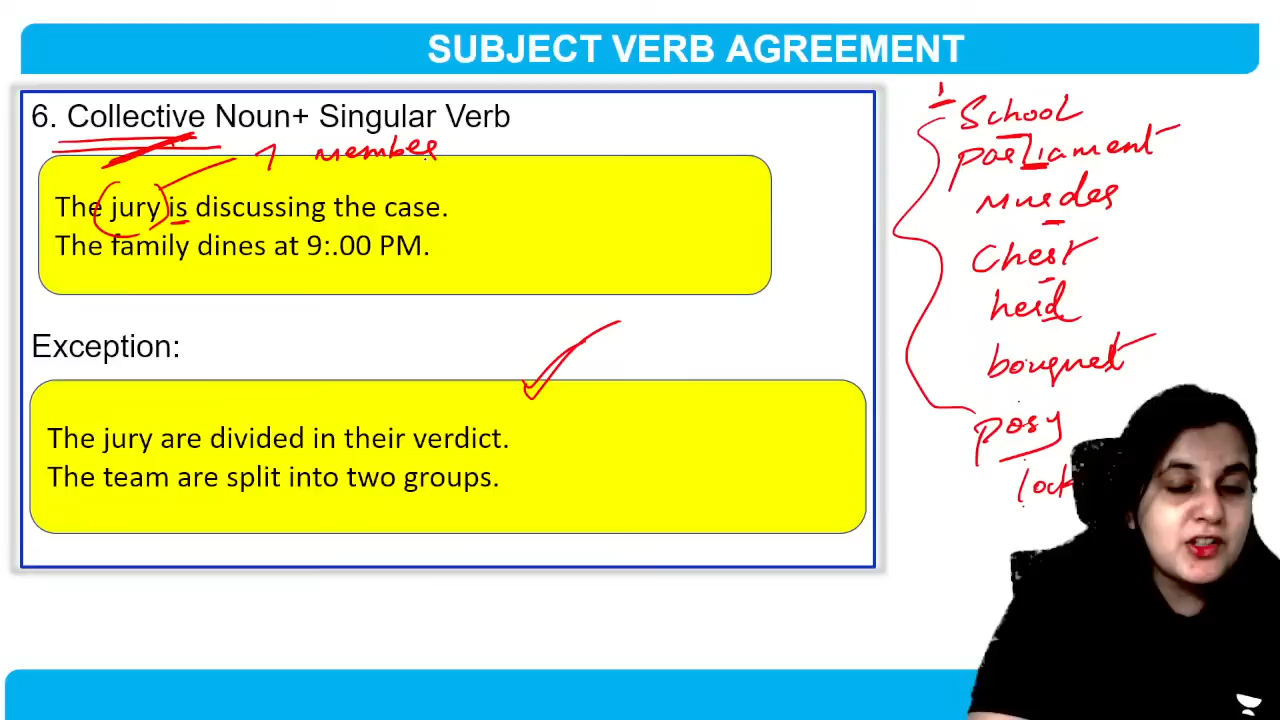 SUBJECT VERB AGREEMENT
6. Collective Noun+ Singular Verb
7 member
The jury is discussing the case.
The family dines at 9:.00 PM.
Exception:
The jury are divided in their verdict.
The team are split into two groups.
1
School
Parliament
Murder
Chest
herd
bouquet
posy